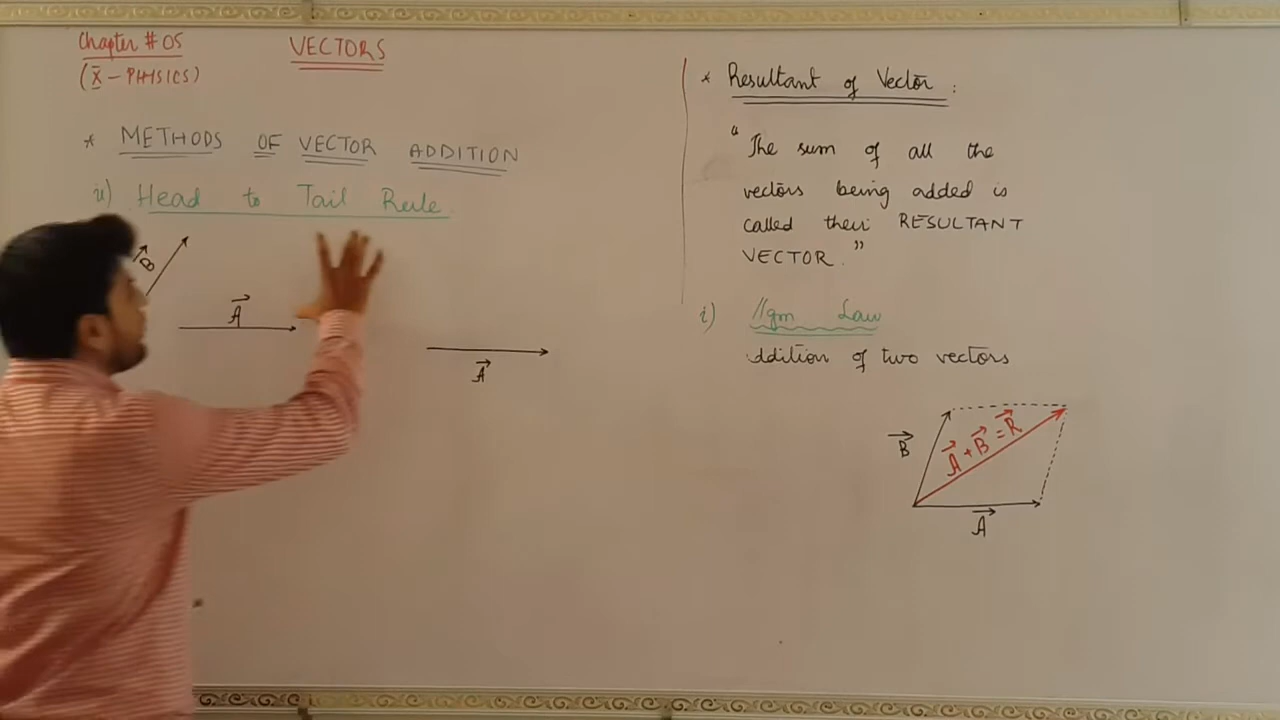 Chapter # 05
VECTORS
(X - PHYSICS)
* METHODS OF VECTOR ADDITION
ii) Head to Tail Rule.
B
A
A
* Resultant of Vector :
"The sum of all the
vectors being added is
called their RESULTANT
VECTOR."
i) //gm Law
ddition of two vectors
B
A + B = R
A